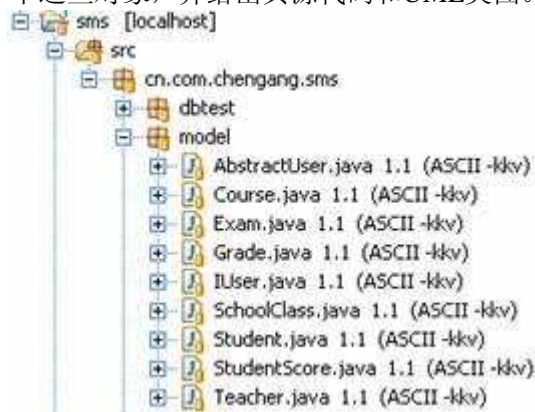 sms [localhost]
src
cn.com.chengang.sms
dbtest
model
AbstractUser.java 1.1 (ASCII -kkv)
Course.java 1.1 (ASCII -kkv)
Exam.java 1.1 (ASCII -kkv)
Grade.java 1.1 (ASCII -kkv)
IUser.java 1.1 (ASCII -kkv)
SchoolClass.java 1.1 (ASCII -kkv)
Student.java 1.1 (ASCII -kkv)
StudentScore.java 1.1 (ASCII -kkv)
Teacher.java 1.1 (ASCII -kkv)